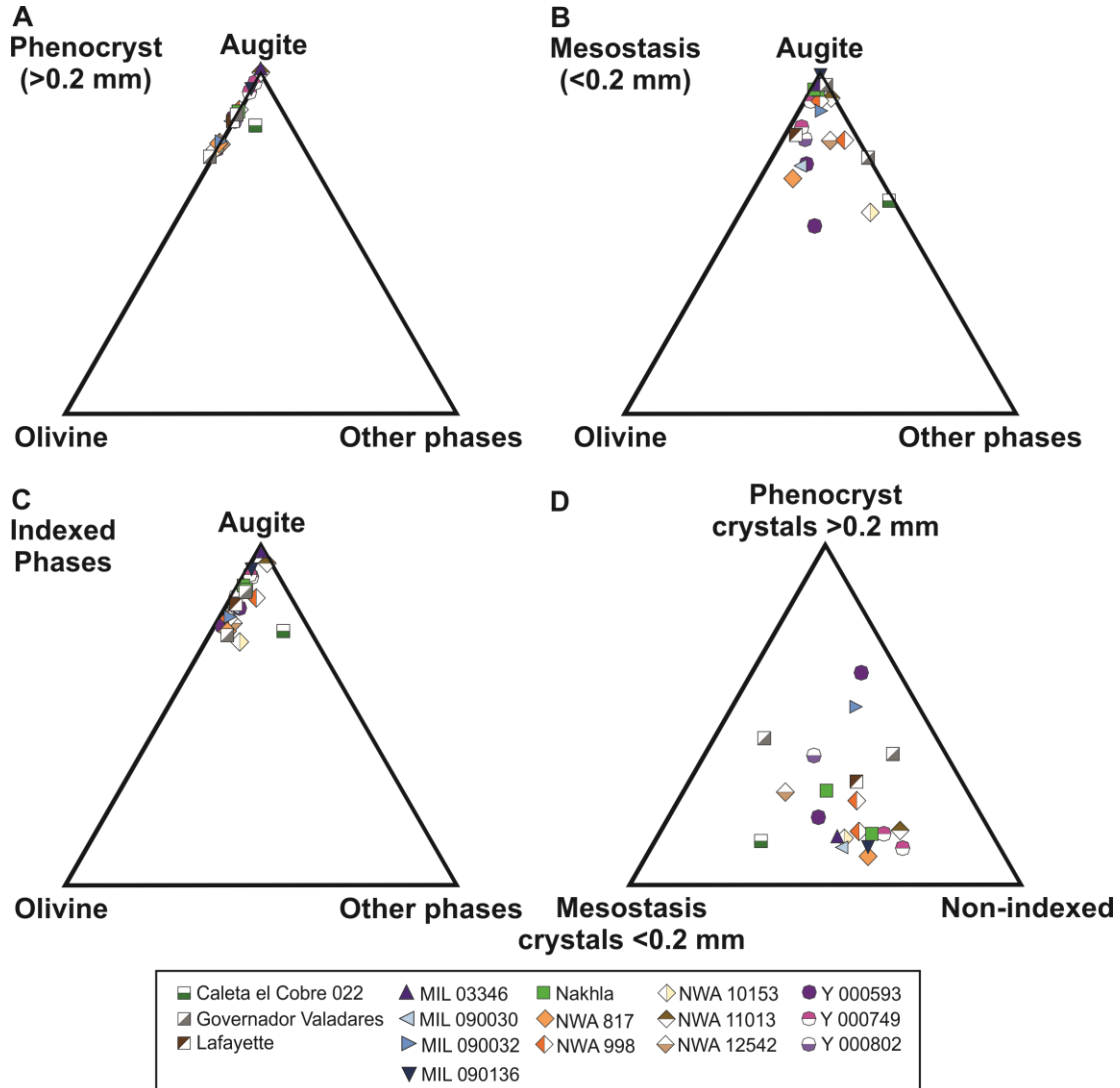 A
Phenocryst
(>0.2 mm)
Augite
Olivine
Other phases
B
Mesostasis
(<0.2 mm)
Augite
Olivine
Other phases
C
Indexed
Phases
Augite
Olivine
Other phases
D
Phenocryst
crystals >0.2 mm
Mesostasis
crystals <0.2 mm
Non-indexed
Caleta el Cobre 022
Governador Valadares
Lafayette
MIL 03346
MIL 090030
MIL 090032
MIL 090136
Nakhla
NWA 817
NWA 998
NWA 10153
NWA 11013
NWA 12542
Y 000593
Y 000749
Y 000802